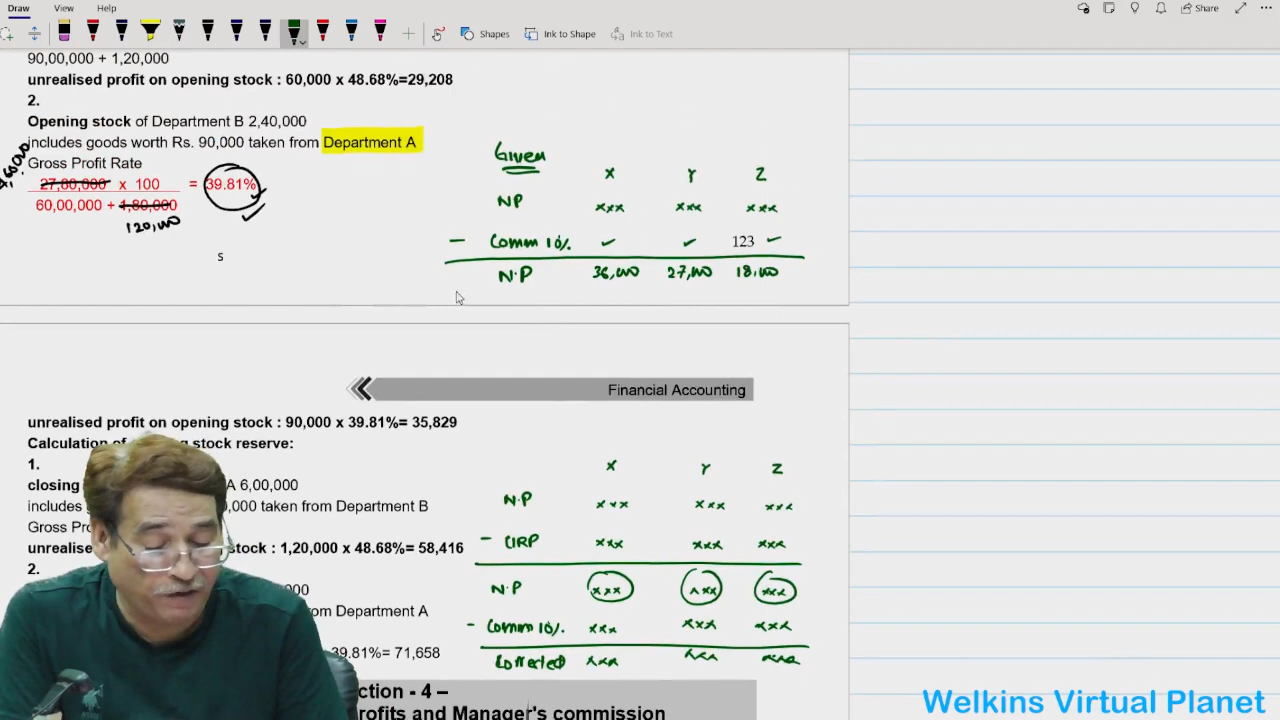 Draw View Help Share
Shapes Ink to Shape Ink to Text
90,00,000 + 1,20,000
unrealised profit on opening stock : 60,000 x 48.68%=29,208
2.
Opening stock of Department B 2,40,000
includes goods worth Rs. 90,000 taken from Department A
Gross Profit Rate
27,80,000 x 100 = 39.81%
60,00,000 + 1,80,000
120,000
s
Given
X Y Z
NP xxx xxx xxx
- Comm 10% ✓ ✓ 123 ✓
N.P 36,000 27,000 18,000
Financial Accounting
unrealised profit on opening stock : 90,000 x 39.81%= 35,829
Calculation of stock reserve:
1.
closing A 6,00,000
includes ,000 taken from Department B
Gross Pro
unrealise stock : 1,20,000 x 48.68%= 58,416
2.
000
om Department A
39.81%= 71,658
X Y Z
N.P xxx xxx xxx
- URP xxx xxx xxx
N.P xxx xxx xxx
- Comm 10% xxx xxx xxx
Corrected xxx xxx xxx
ction - 4 –
rofits and Manager's commission
Welkins Virtual Planet